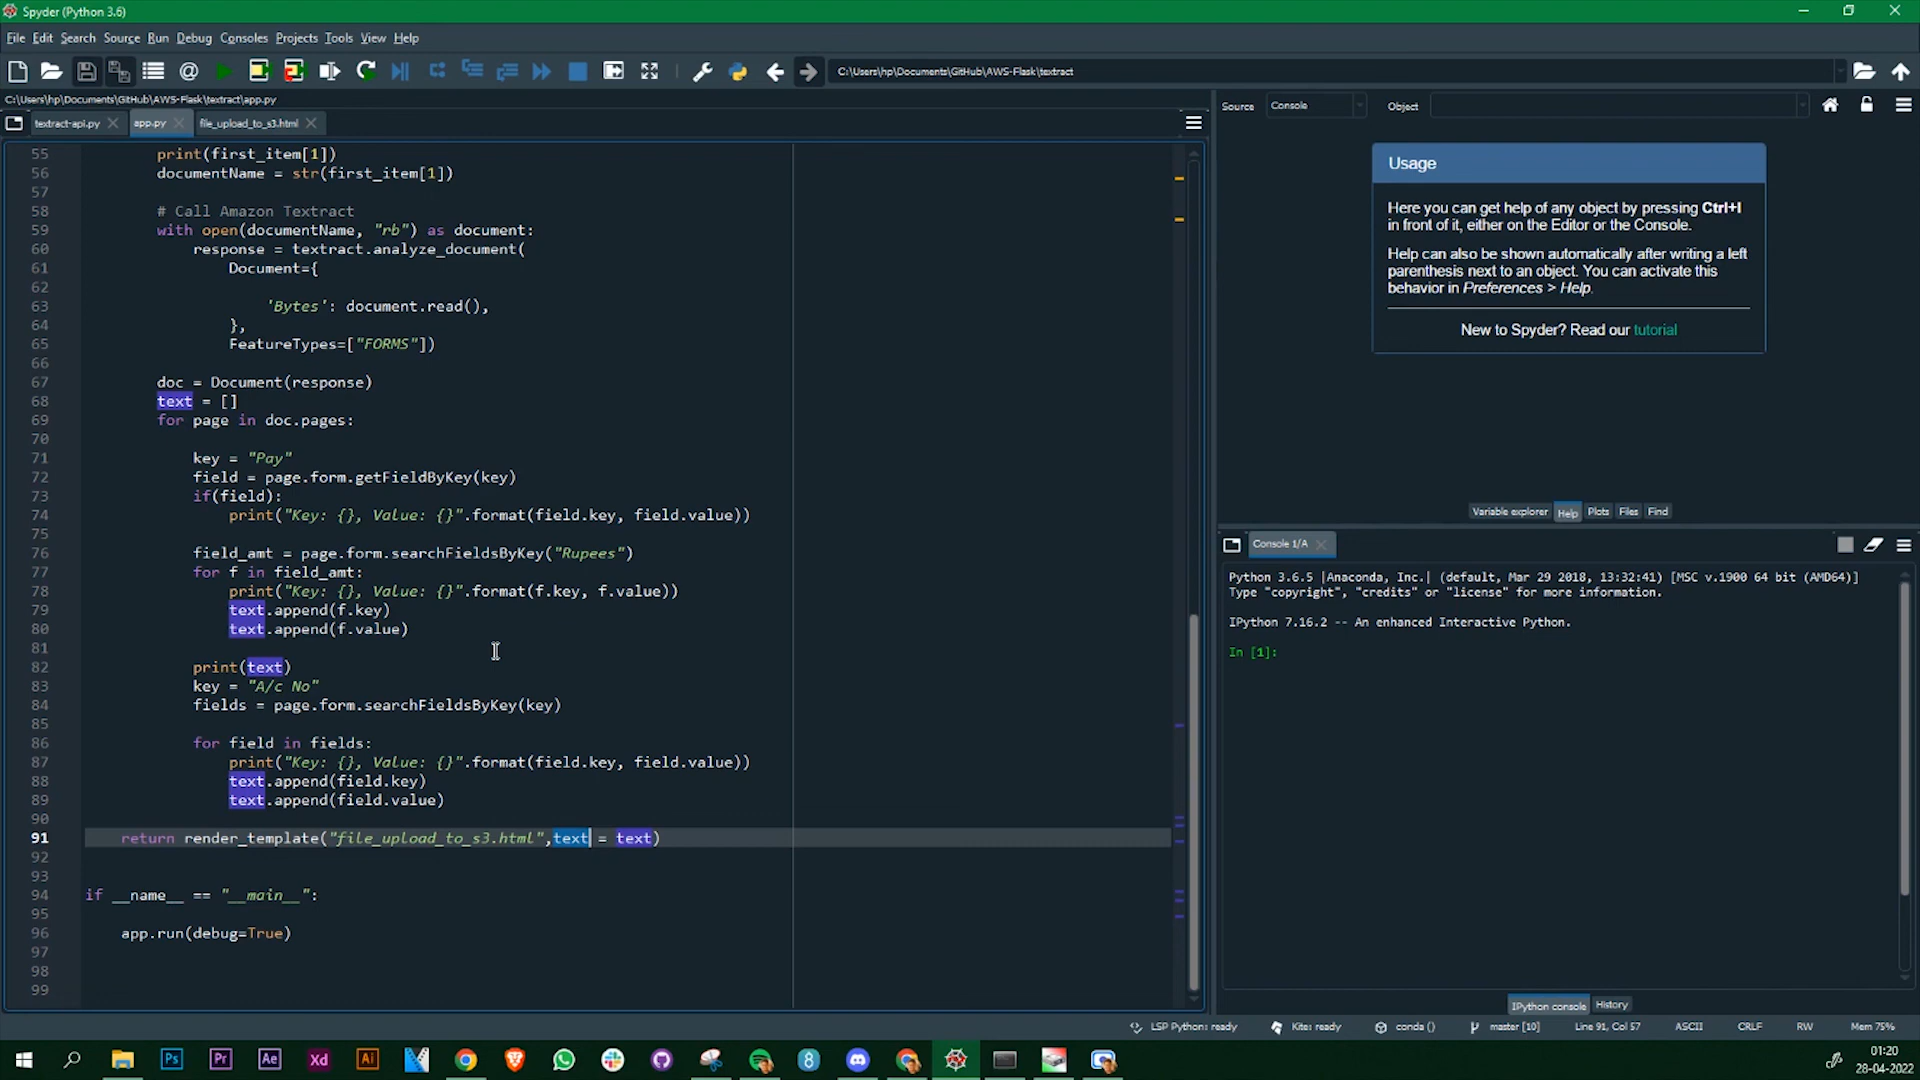 Spyder (Python 3.6)
File Edit Search Source Run Debug Consoles Projects Tools View Help
C:\Users\hp\Documents\GitHub\AWS-Flask\textract
C:\Users\hp\Documents\GitHub\AWS-Flask\textract\app.py
textract-api.py app.py file_upload_to_s3.html
55 print(first_item[1])
56 documentName = str(first_item[1])
57
58 # Call Amazon Textract
59 with open(documentName, "rb") as document:
60 response = textract.analyze_document(
61 Document={
62
63 'Bytes': document.read(),
64 },
65 FeatureTypes=["FORMS"])
66
67 doc = Document(response)
68 text = []
69 for page in doc.pages:
70
71 key = "Pay"
72 field = page.form.getFieldByKey(key)
73 if(field):
74 print("Key: {}, Value: {}".format(field.key, field.value))
75
76 field_amt = page.form.searchFieldsByKey("Rupees")
77 for f in field_amt:
78 print("Key: {}, Value: {}".format(f.key, f.value))
79 text.append(f.key)
80 text.append(f.value)
81
82 print(text)
83 key = "A/c No"
84 fields = page.form.searchFieldsByKey(key)
85
86 for field in fields:
87 print("Key: {}, Value: {}".format(field.key, field.value))
88 text.append(field.key)
89 text.append(field.value)
90
91 return render_template("file_upload_to_s3.html",text = text)
92
93
94 if __name__ == "__main__":
95
96 app.run(debug=True)
97
98
99
Source Console Object
Usage
Here you can get help of any object by pressing Ctrl+I
in front of it, either on the Editor or the Console.
Help can also be shown automatically after writing a left
parenthesis next to an object. You can activate this
behavior in Preferences > Help.
New to Spyder? Read our tutorial
Variable explorer Help Plots Files Find
Console 1/A
Python 3.6.5 |Anaconda, Inc.| (default, Mar 29 2018, 13:32:41) [MSC v.1900 64 bit (AMD64)]
Type "copyright", "credits" or "license" for more information.
IPython 7.16.2 -- An enhanced Interactive Python.
In [1]:
IPython console History
LSP Python: ready Kite: ready conda () master [10] Line 91, Col 57 ASCII CRLF RW Mem 75%
Ps Pr Ae Xd Ai 8
01:20
28-04-2022